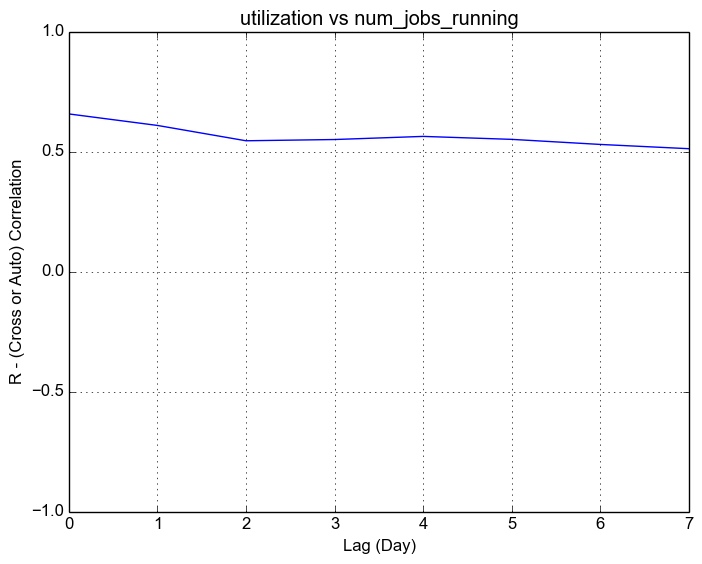 utilization vs num_jobs_running
1.0
0.5
0.0
−0.5
−1.0
R - (Cross or Auto) Correlation
0 1 2 3 4 5 6 7
Lag (Day)